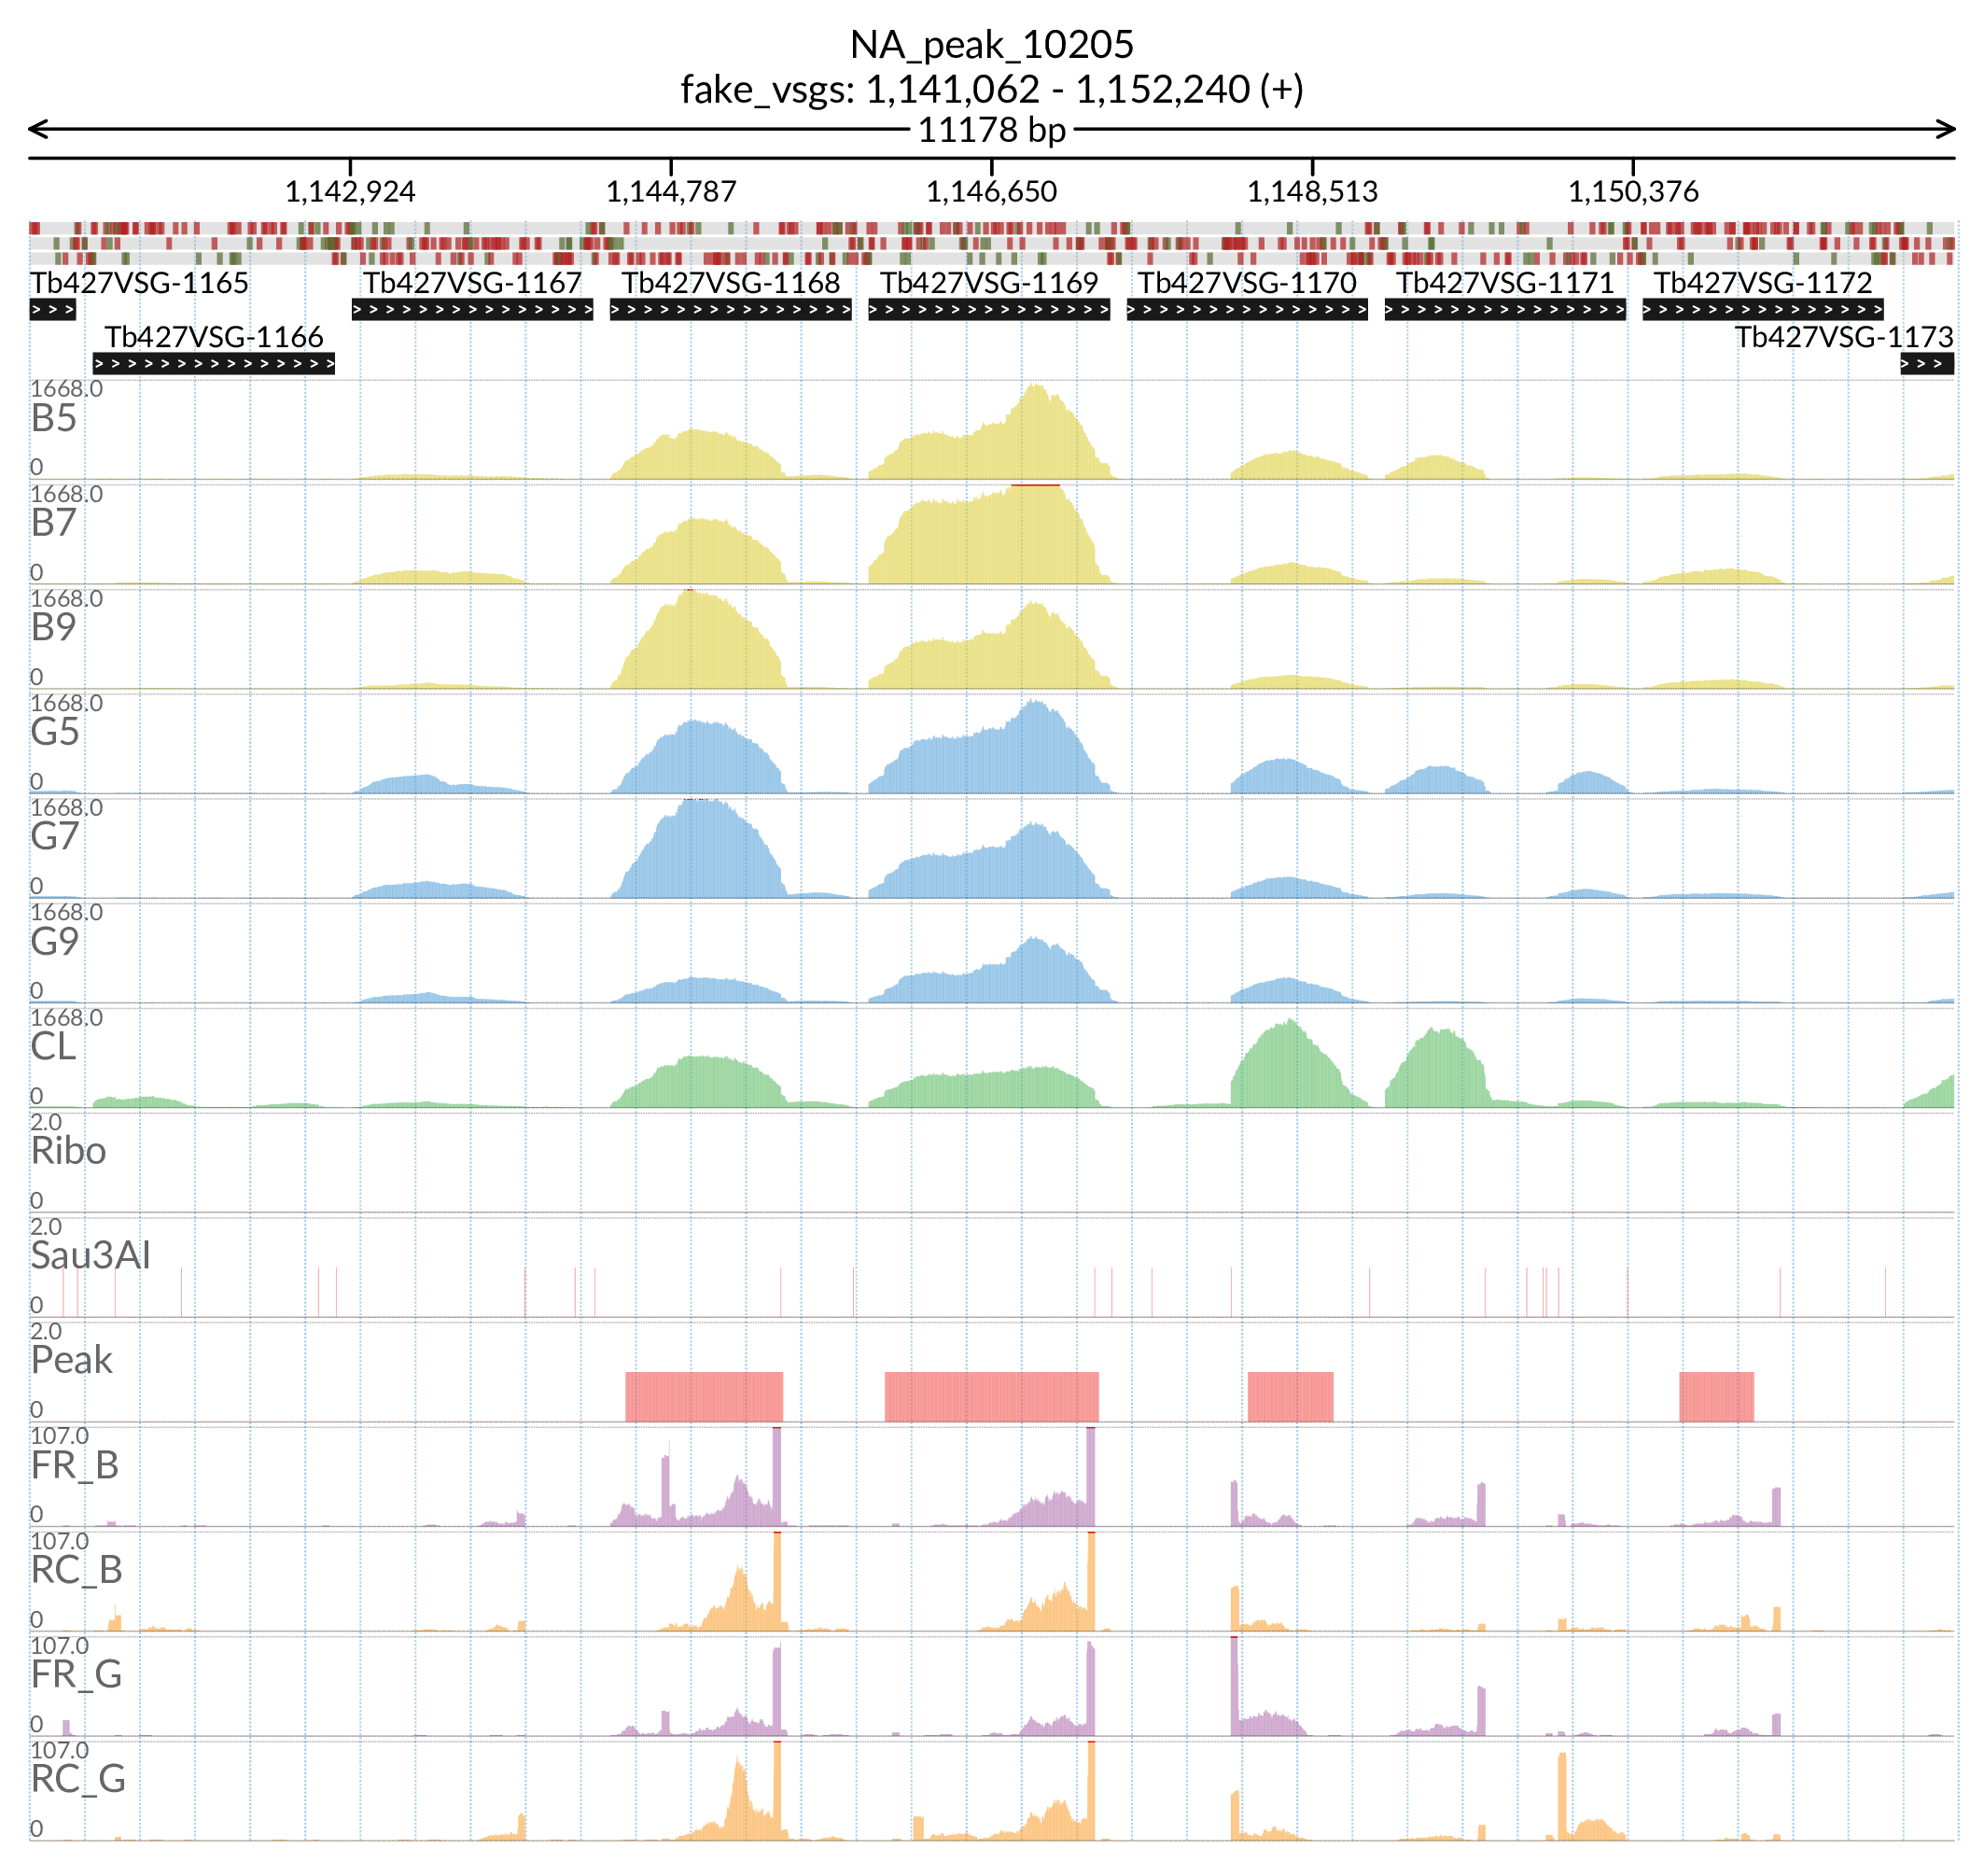 NA_peak_10205
fake_vsgs: 1,141,062 - 1,152,240 (+)
11178 bp
1,142,924 1,144,787 1,146,650 1,148,513 1,150,376
Tb427VSG-1165 Tb427VSG-1167 Tb427VSG-1168 Tb427VSG-1169 Tb427VSG-1170 Tb427VSG-1171 Tb427VSG-1172
Tb427VSG-1166 Tb427VSG-1173
1668.0
B5
0
1668.0
B7
0
1668.0
B9
0
1668.0
G5
0
1668.0
G7
0
1668.0
G9
0
1668.0
CL
0
2.0
Ribo
0
2.0
Sau3AI
0
2.0
Peak
0
107.0
FR_B
0
107.0
RC_B
0
107.0
FR_G
0
107.0
RC_G
0